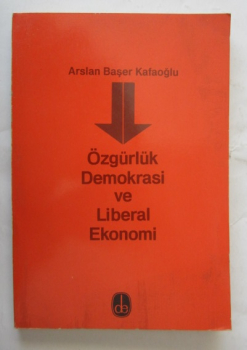 Arslan Başer Kafaoğlu
Özgürlük
Demokrasi
ve
Liberal
Ekonomi